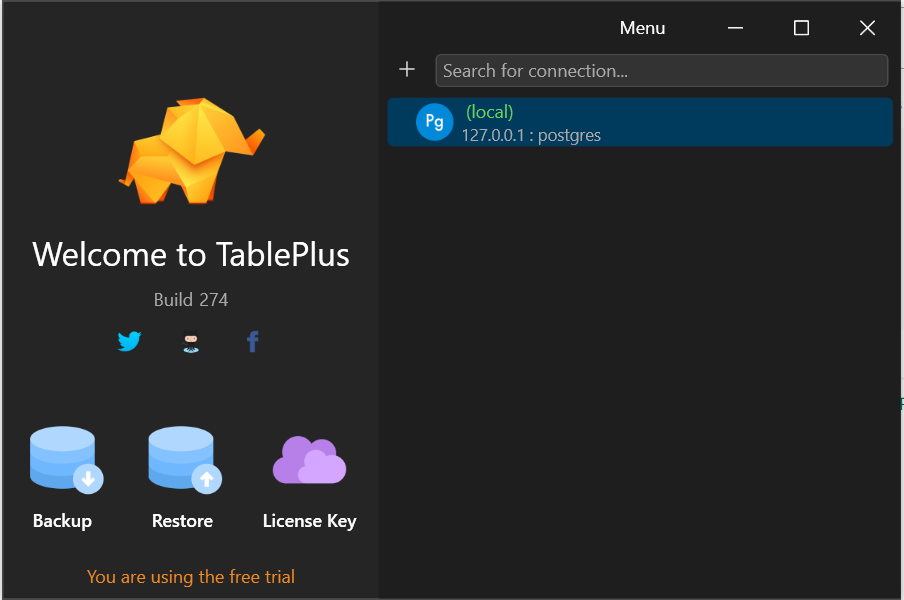 Menu
Search for connection...
Pg
(local)
127.0.0.1 : postgres
Welcome to TablePlus
Build 274
Backup
Restore
License Key
You are using the free trial